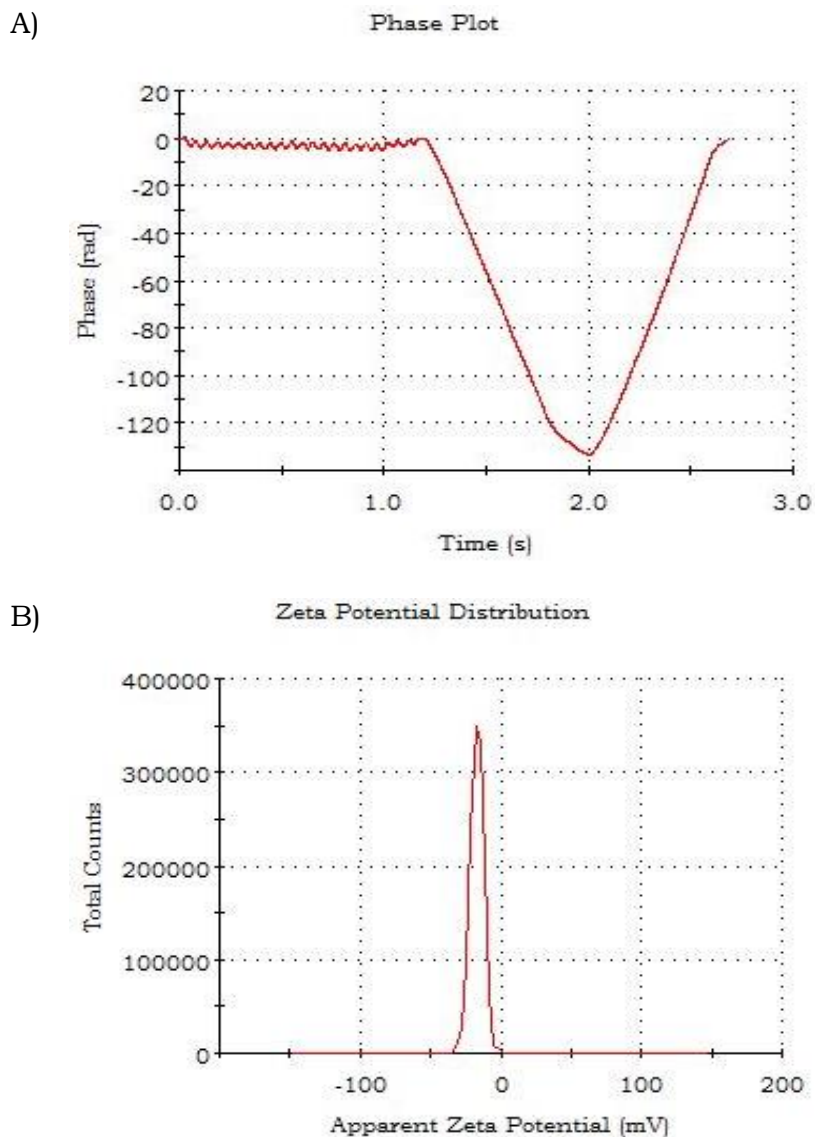 A)
Phase Plot
20
0
-20
-40
-60
-80
-100
-120
Phase (rad)
0.0 1.0 2.0 3.0
Time (s)
B)
Zeta Potential Distribution
400000
300000
200000
100000
0
Total Counts
-100 0 100 200
Apparent Zeta Potential (mV)